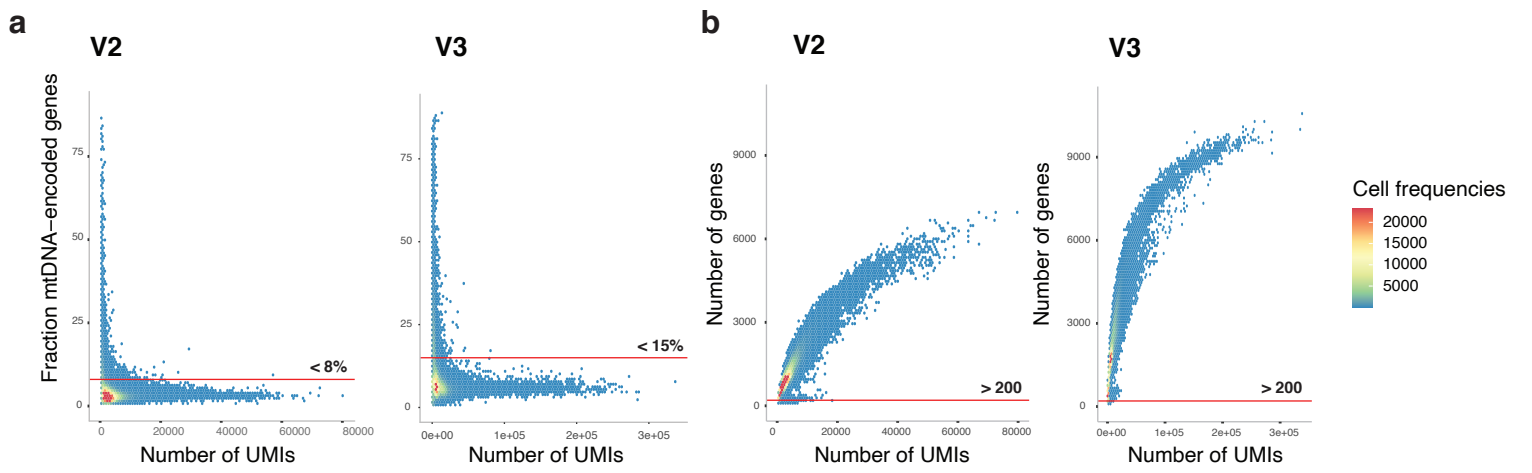 a
V2
V3
Fraction mtDNA−encoded genes
75
50
25
0
< 8%
0
20000
40000
60000
80000
Number of UMIs
75
50
25
0
< 15%
0e+00
1e+05
2e+05
3e+05
Number of UMIs
b
V2
V3
Number of genes
9000
6000
3000
0
> 200
0
20000
40000
60000
80000
Number of UMIs
Number of genes
9000
6000
3000
0
> 200
0e+00
1e+05
2e+05
3e+05
Number of UMIs
Cell frequencies
20000
15000
10000
5000